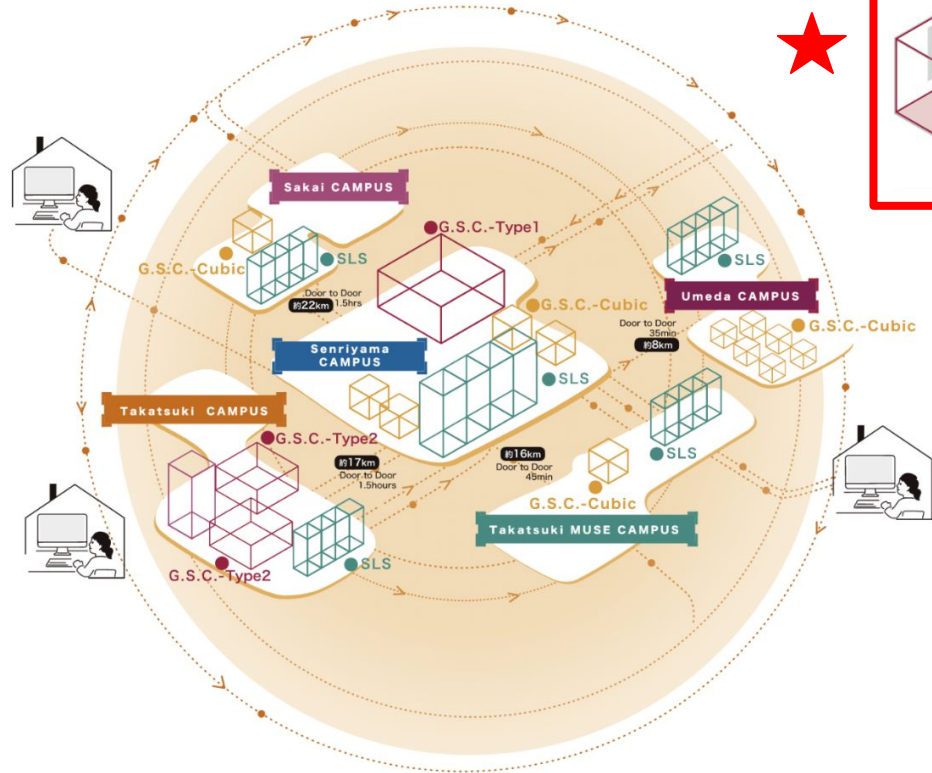 Sakai CAMPUS
G.S.C.-Type1
G.S.C.-Cubic
SLS
Door to Door
約22km 1.5hrs
G.S.C.-Cubic
SLS
Umeda CAMPUS
Door to Door
35min
約8km
G.S.C.-Cubic
Senriyama
CAMPUS
SLS
Takatsuki CAMPUS
G.S.C.-Type2
約17km
Door to Door
1.5hours
約16km
Door to Door
45min
SLS
G.S.C.-Cubic
Takatsuki MUSE CAMPUS
SLS
G.S.C.-Type2